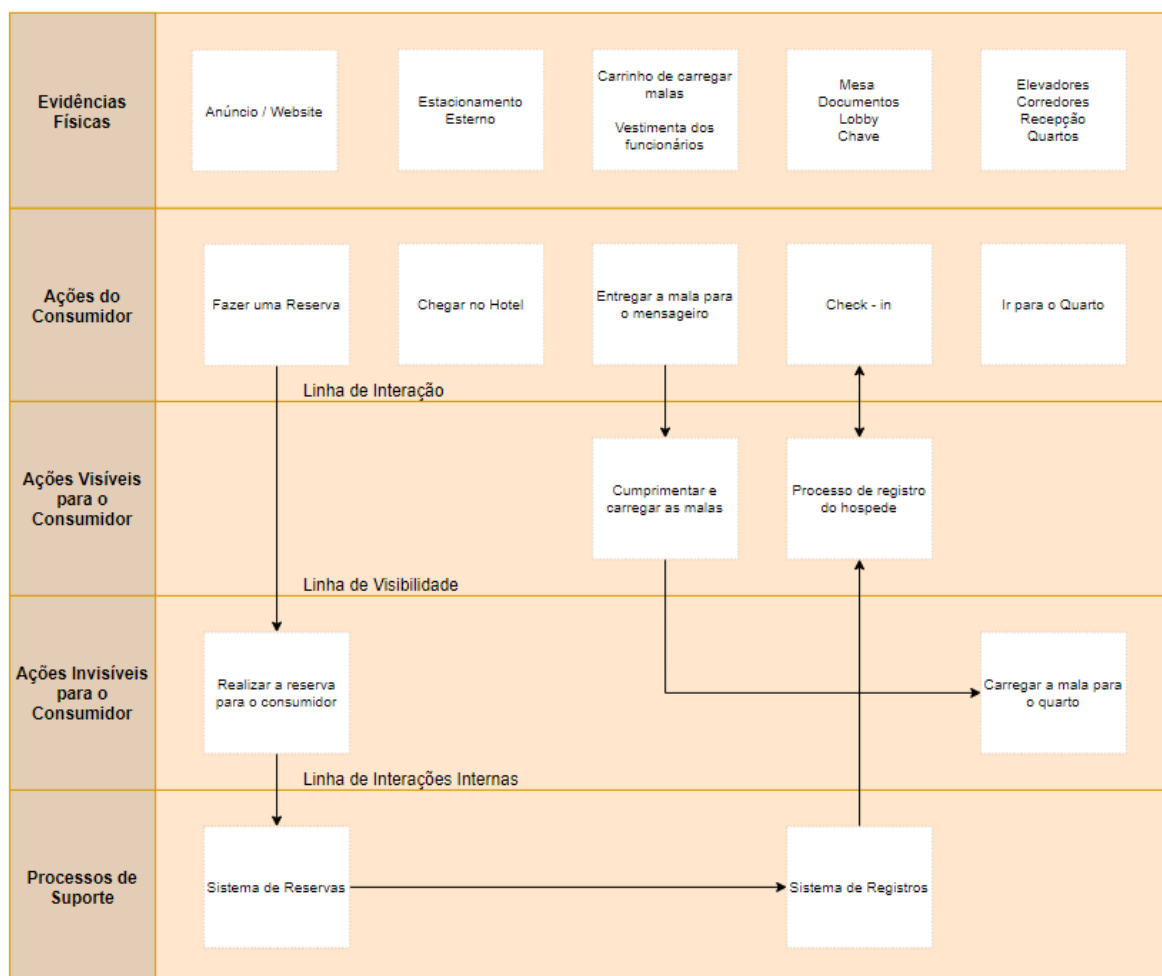 Evidências
Físicas
Anúncio / Website
Estacionamento
Esterno
Carrinho de carregar
malas
Vestimenta dos
funcionários
Mesa
Documentos
Lobby
Chave
Elevadores
Corredores
Recepção
Quartos
Ações do
Consumidor
Fazer uma Reserva
Chegar no Hotel
Entregar a mala para
o mensageiro
Check - in
Ir para o Quarto
Linha de Interação
Ações Visíveis
para o
Consumidor
Cumprimentar e
carregar as malas
Processo de registro
do hospede
Linha de Visibilidade
Ações Invisíveis
para o
Consumidor
Realizar a reserva
para o consumidor
Carregar a mala para
o quarto
Linha de Interações Internas
Processos de
Suporte
Sistema de Reservas
Sistema de Registros